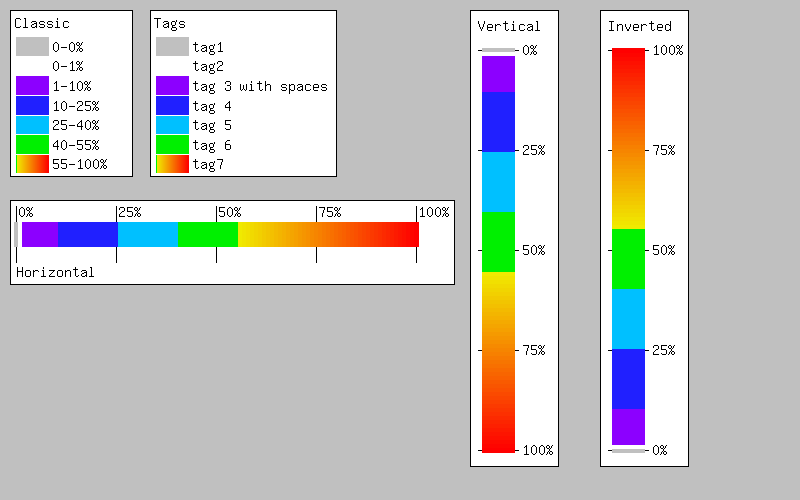 Classic
0-0%
0-1%
1-10%
10-25%
25-40%
40-55%
55-100%
Tags
tag1
tag2
tag 3 with spaces
tag 4
tag 5
tag 6
tag7
0% 25% 50% 75% 100%
Horizontal
Vertical
0%
25%
50%
75%
100%
Inverted
100%
75%
50%
25%
0%